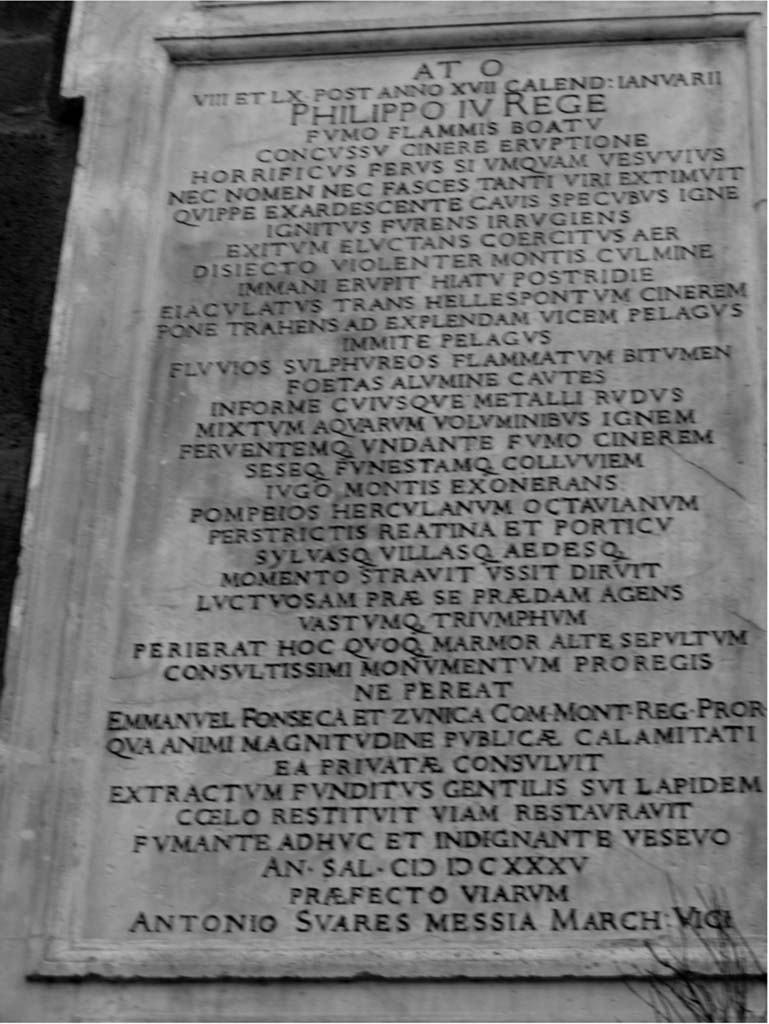 AT O
VIII ET LX POST ANNO XVII CALEND: IANVARII
PHILIPPO IV REGE
FVMO FLAMMIS BOATV
CONCVSSV CINERE ERVPTIONE
HORRIFICVS FERVS SI VMQVAM VESVVIVS
NEC NOMEN NEC FASCES TANTI VIRI EXTIMVIT
QVIPPE EXARDESCENTE CAVIS SPECVBVS IGNE
IGNITVS FVRENS IRRVGIENS
EXITVM ELVCTANS COERCITVS AER
DISIECTO VIOLENTER MONTIS CVLMINE
IMMANI ERVPIT HIATV POSTRIDIE
EIACVLATVS TRANS HELLESPONTVM CINEREM
PONE TRAHENS AD EXPLENDAM VICEM PELAGVS
IMMITE PELAGVS
FLVVIOS SVLPHVREOS FLAMMATVM BITVMEN
FOETAS ALVMINE CAVTES
INFORME CVIVSQVE METALLI RVDVS
MIXTVM AQVARVM VOLVMINIBVS IGNEM
FERVENTEMQ VNDANTE FVMO CINEREM
SESEQ FVNESTAMQ COLLVVIEM
IVGO MONTIS EXONERANS
POMPEIOS HERCVLANVM OCTAVIANVM
PERSTRICTIS REATINA ET PORTICV
SYLVASQ VILLASQ AEDESQ
MOMENTO STRAVIT VSSIT DIRVIT
LVCTVOSAM PRÆ SE PRÆDAM AGENS
VASTVMQ TRIVMPHVM
PERIERAT HOC QVOQ MARMOR ALTE SEPVLTVM
CONSVLTISSIMI MONVMENTVM PROREGIS
NE PEREAT
EMMANVEL FONSECA ET ZVNICA COM·MONT·REG·PROR
QVA ANIMI MAGNITVDINE PVBLICÆ CALAMITATI
EA PRIVATÆ CONSVLVIT
EXTRACTVM FVNDITVS GENTILIS SVI LAPIDEM
CŒLO RESTITVIT VIAM RESTAVRAVIT
FVMANTE ADHVC ET INDIGNANTE VESEVO
AN· SAL· CIↃ IↃCXXXV
PRÆFECTO VIARVM
ANTONIO SVARES MESSIA MARCH: VICI